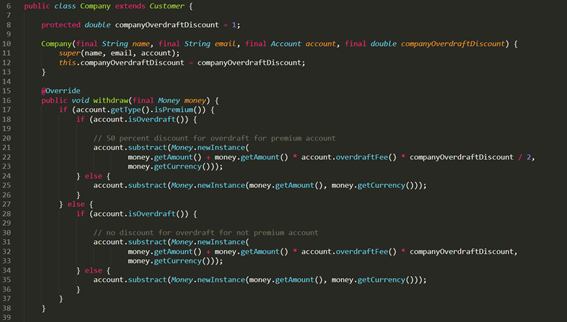 6 public class Company extends Customer {
7
8     protected double companyOverdraftDiscount = 1;
9
10     Company(final String name, final String email, final Account account, final double companyOverdraftDiscount) {
11         super(name, email, account);
12         this.companyOverdraftDiscount = companyOverdraftDiscount;
13     }
14
15     @Override
16     public void withdraw(final Money money) {
17         if (account.getType().isPremium()) {
18             if (account.isOverdraft()) {
19
20                 // 50 percent discount for overdraft for premium account
21                 account.substract(Money.newInstance(
22                         money.getAmount() + money.getAmount() * account.overdraftFee() * companyOverdraftDiscount / 2,
23                         money.getCurrency()));
24             } else {
25                 account.substract(Money.newInstance(money.getAmount(), money.getCurrency()));
26             }
27         } else {
28             if (account.isOverdraft()) {
29
30                 // no discount for overdraft for not premium account
31                 account.substract(Money.newInstance(
32                         money.getAmount() + money.getAmount() * account.overdraftFee() * companyOverdraftDiscount,
33                         money.getCurrency()));
34             } else {
35                 account.substract(Money.newInstance(money.getAmount(), money.getCurrency()));
36             }
37         }
38     }
39